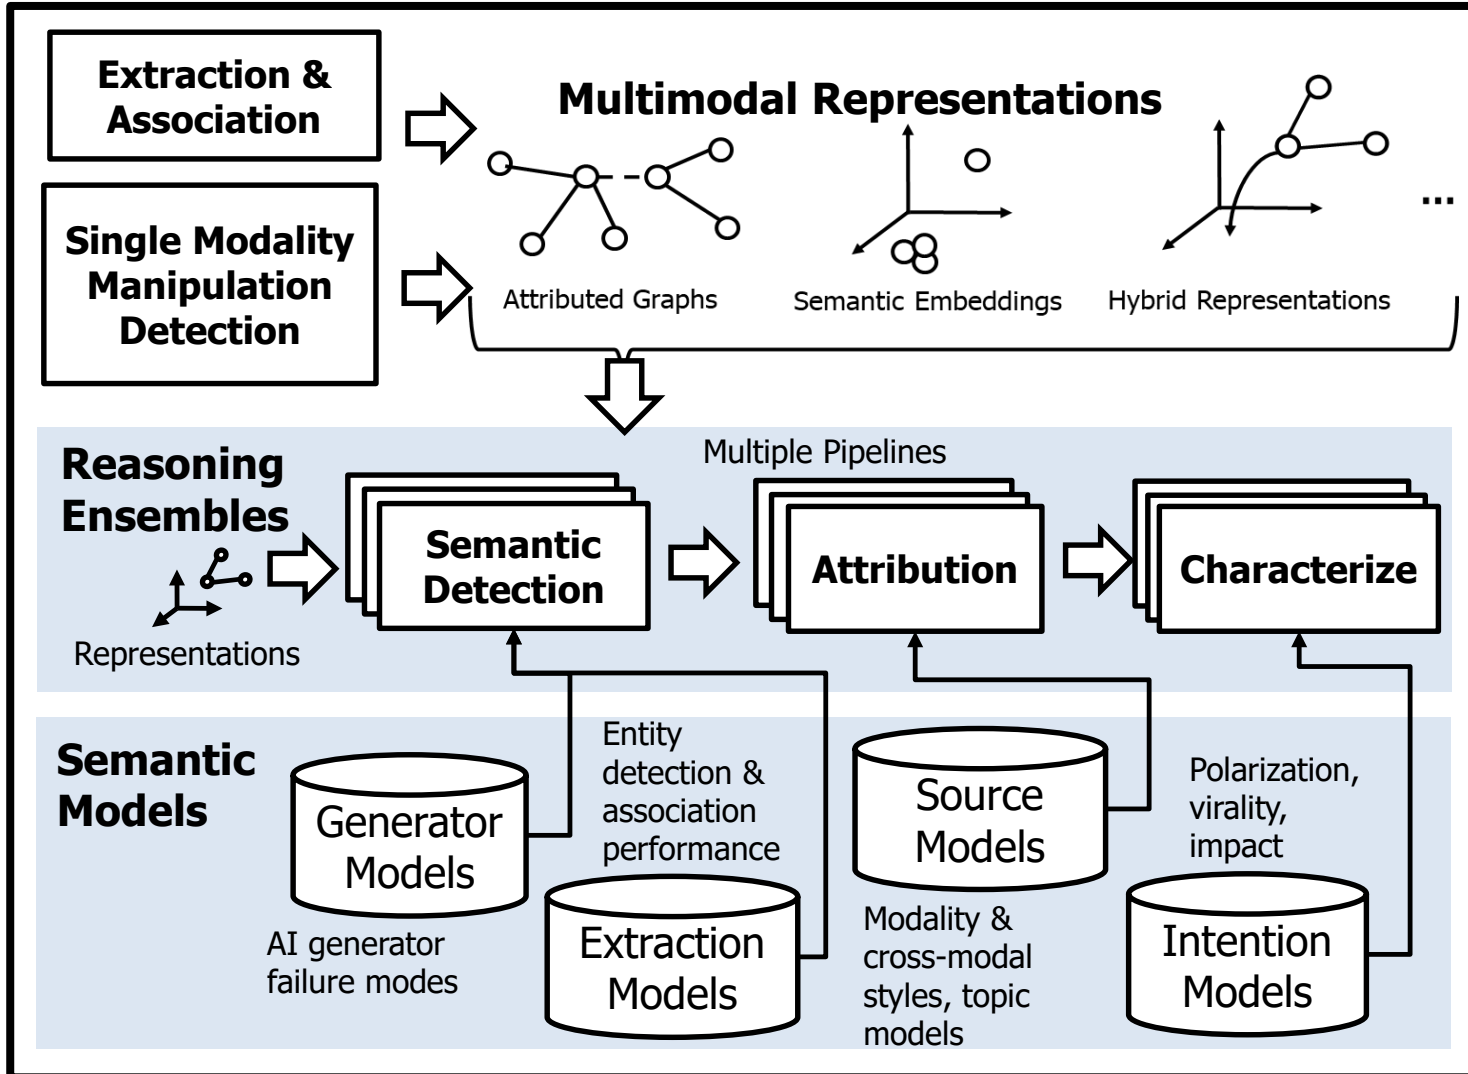 Extraction &
Association
Multimodal Representations
Single Modality
Manipulation
Detection
...
Attributed Graphs
Semantic Embeddings
Hybrid Representations
Reasoning
Ensembles
Multiple Pipelines
Representations
Semantic
Detection
Attribution
Characterize
Semantic
Models
Generator
Models
AI generator
failure modes
Entity
detection &
association
performance
Extraction
Models
Source
Models
Modality &
cross-modal
styles, topic
models
Polarization,
virality,
impact
Intention
Models